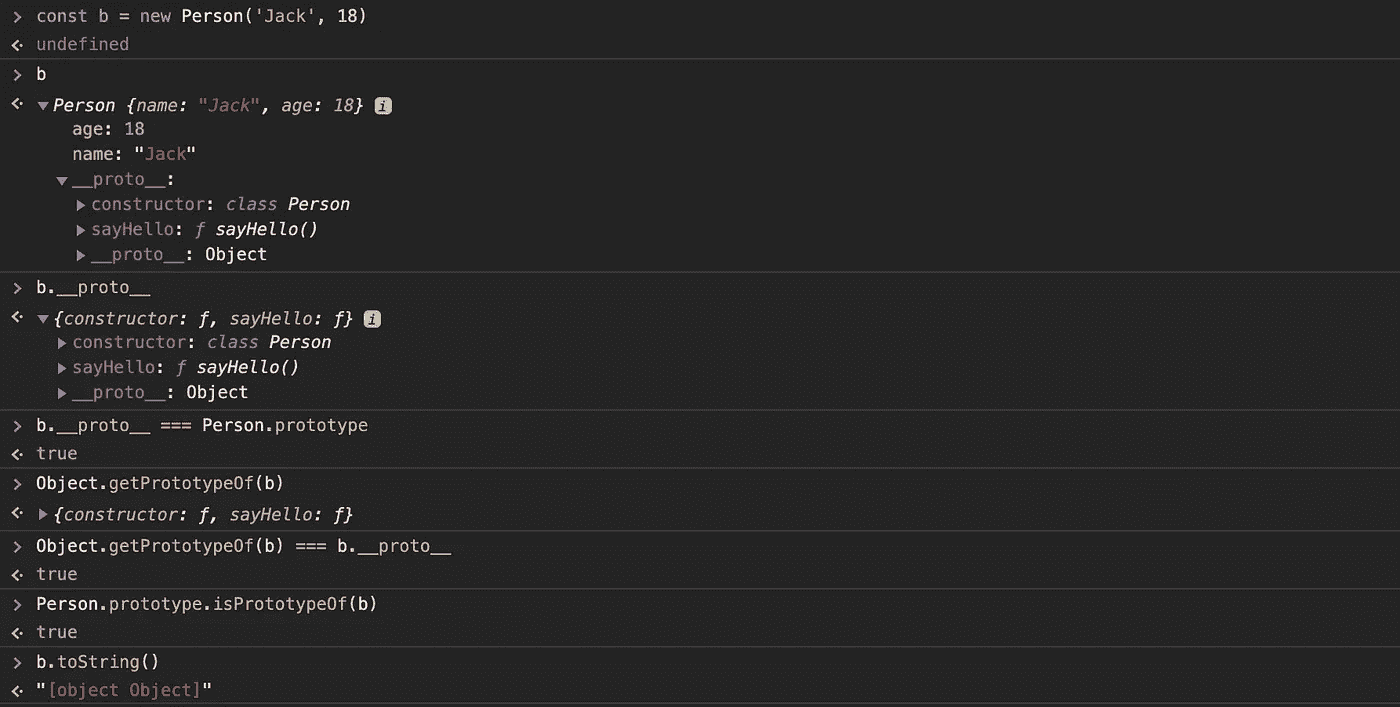 > const b = new Person('Jack', 18)
< undefined
> b
< ▼Person {name: "Jack", age: 18} i
age: 18
name: "Jack"
▼__proto__:
▶constructor: class Person
▶sayHello: ƒ sayHello()
▶__proto__: Object
> b.__proto__
< ▼{constructor: ƒ, sayHello: ƒ} i
▶constructor: class Person
▶sayHello: ƒ sayHello()
▶__proto__: Object
> b.__proto__ === Person.prototype
< true
> Object.getPrototypeOf(b)
< ▶{constructor: ƒ, sayHello: ƒ}
> Object.getPrototypeOf(b) === b.__proto__
< true
> Person.prototype.isPrototypeOf(b)
< true
> b.toString()
< "[object Object]"